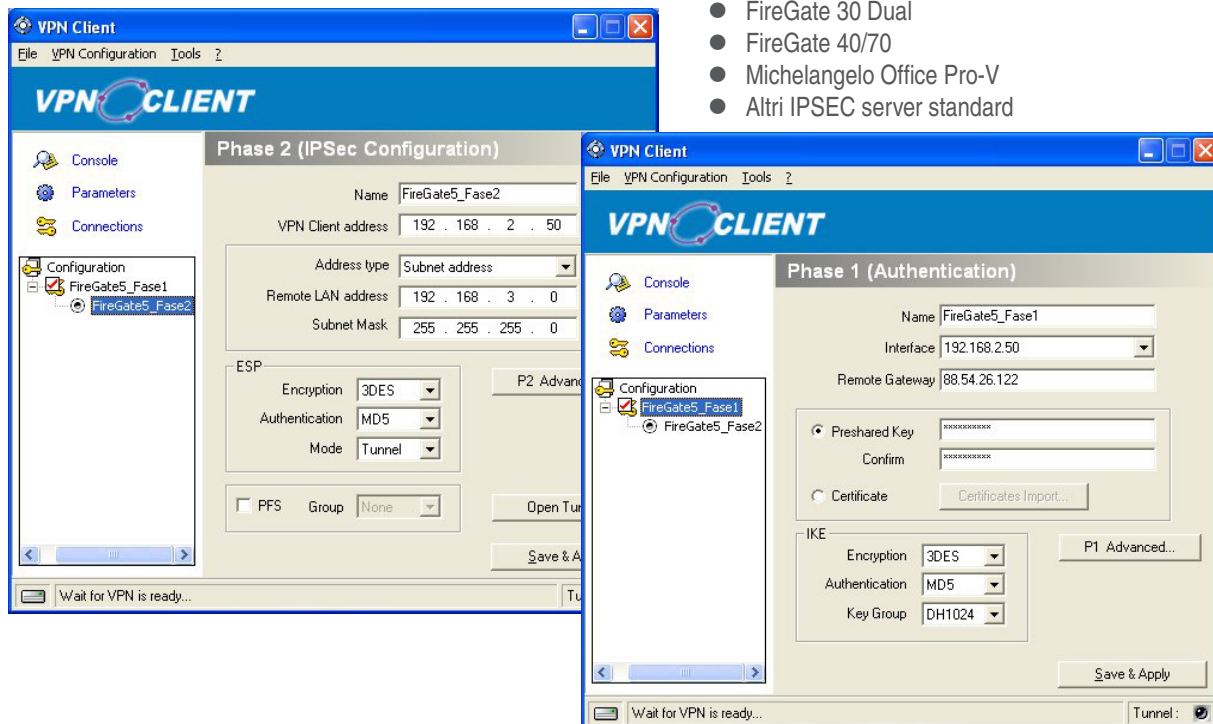 FireGate 30 Dual
FireGate 40/70
Michelangelo Office Pro-V
Altri IPSEC server standard
VPN Client
File VPN Configuration Tools ?
VPN CLIENT
Console
Parameters
Connections
Configuration
FireGate5_Fase1
FireGate5_Fase2
Phase 2 (IPSec Configuration)
Name FireGate5_Fase2
VPN Client address 192 . 168 . 2 . 50
Address type Subnet address
Remote LAN address 192 . 168 . 3 . 0
Subnet Mask 255 . 255 . 255 . 0
ESP
Encryption 3DES
P2
Authentication MD5
Mode Tunnel
PFS Group None
Open
Save &
Wait for VPN is ready...
VPN Client
File VPN Configuration Tools ?
VPN CLIENT
Console
Parameters
Connections
Configuration
FireGate5_Fase1
FireGate5_Fase2
Phase 1 (Authentication)
Name FireGate5_Fase1
Interface 192.168.2.50
Remote Gateway 88.54.26.122
Preshared Key xxxxxxxxxx
Confirm xxxxxxxxxx
Certificate Certificates Import...
IKE
Encryption 3DES
P1 Advanced...
Authentication MD5
Key Group DH1024
Save & Apply
Wait for VPN is ready...
Tunnel :